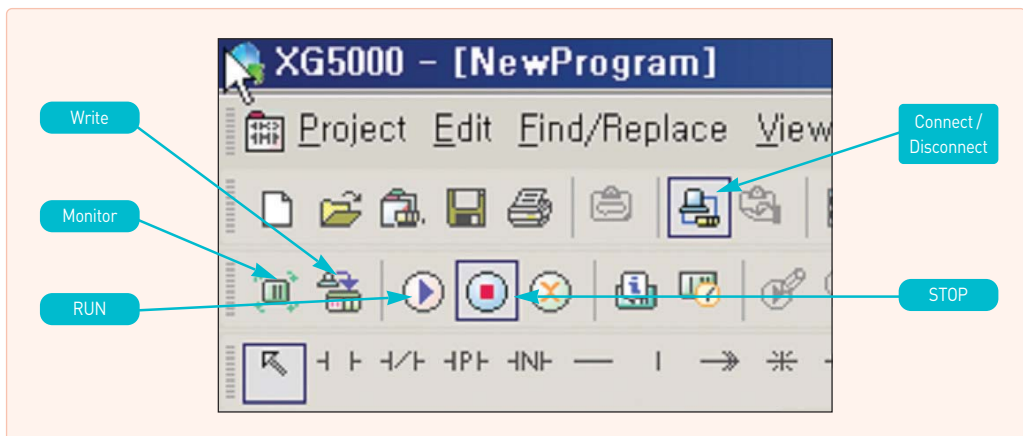 XG5000 - [NewProgram]
Write
Project Edit Find/Replace View
Connect /
Disconnect
Monitor
RUN
STOP
P
N